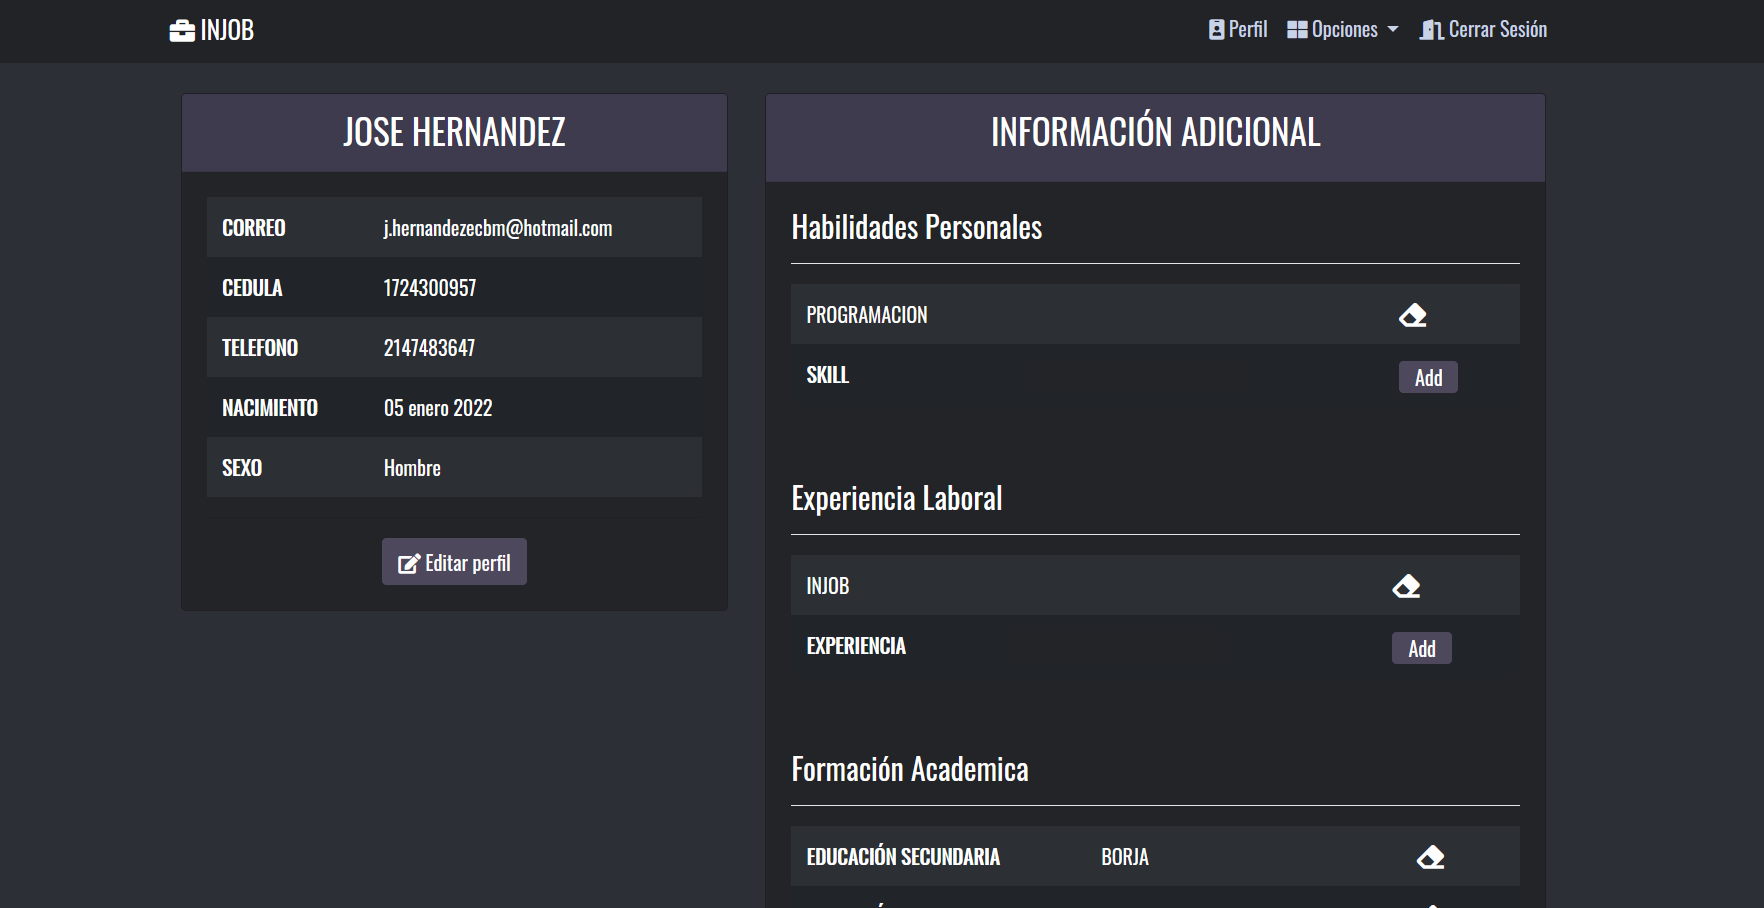 INJOB
Perfil
Opciones
Cerrar Sesión
JOSE HERNANDEZ
CORREO j.hernandezecbm@hotmail.com
CEDULA 1724300957
TELEFONO 2147483647
NACIMIENTO 05 enero 2022
SEXO Hombre
Editar perfil
INFORMACIÓN ADICIONAL
Habilidades Personales
PROGRAMACION
SKILL Add
Experiencia Laboral
INJOB
EXPERIENCIA Add
Formación Academica
EDUCACIÓN SECUNDARIA BORJA